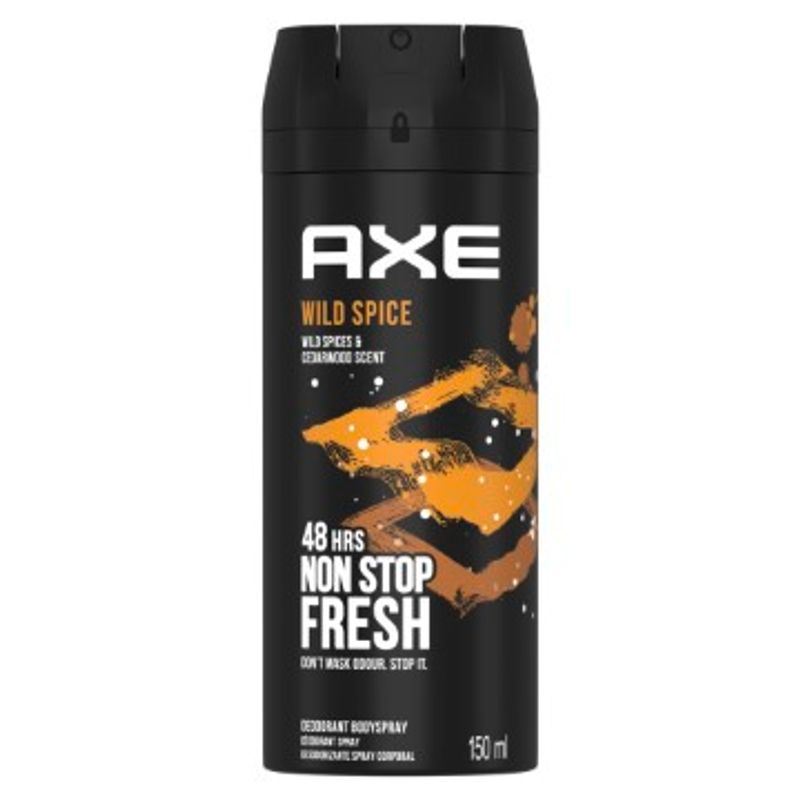 AXE
WILD SPICE
WILD SPICES &
CEDARWOOD SCENT
48 HRS
NON STOP
FRESH
DON'T MASK ODOUR. STOP IT.
DEODORANT BODYSPRAY
DEODORANT SPRAY
DESODORIZANTE SPRAY CORPORAL
150 ml